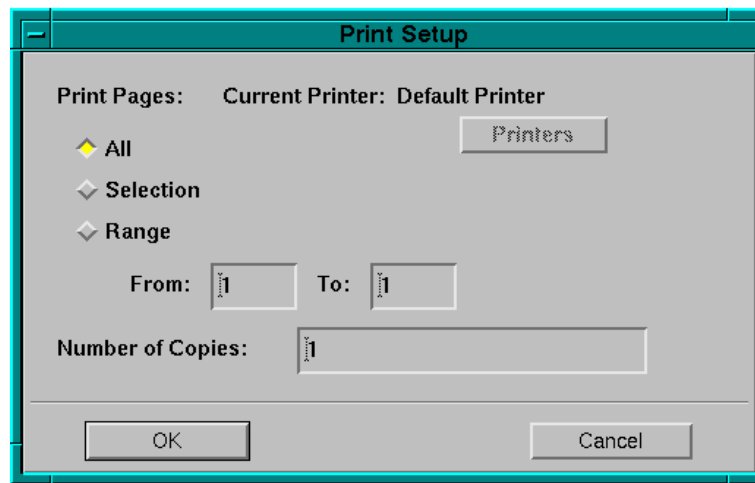 Print Setup
Print Pages: Current Printer: Default Printer
Printers
All
Selection
Range
From: 1 To: 1
Number of Copies: 1
OK Cancel